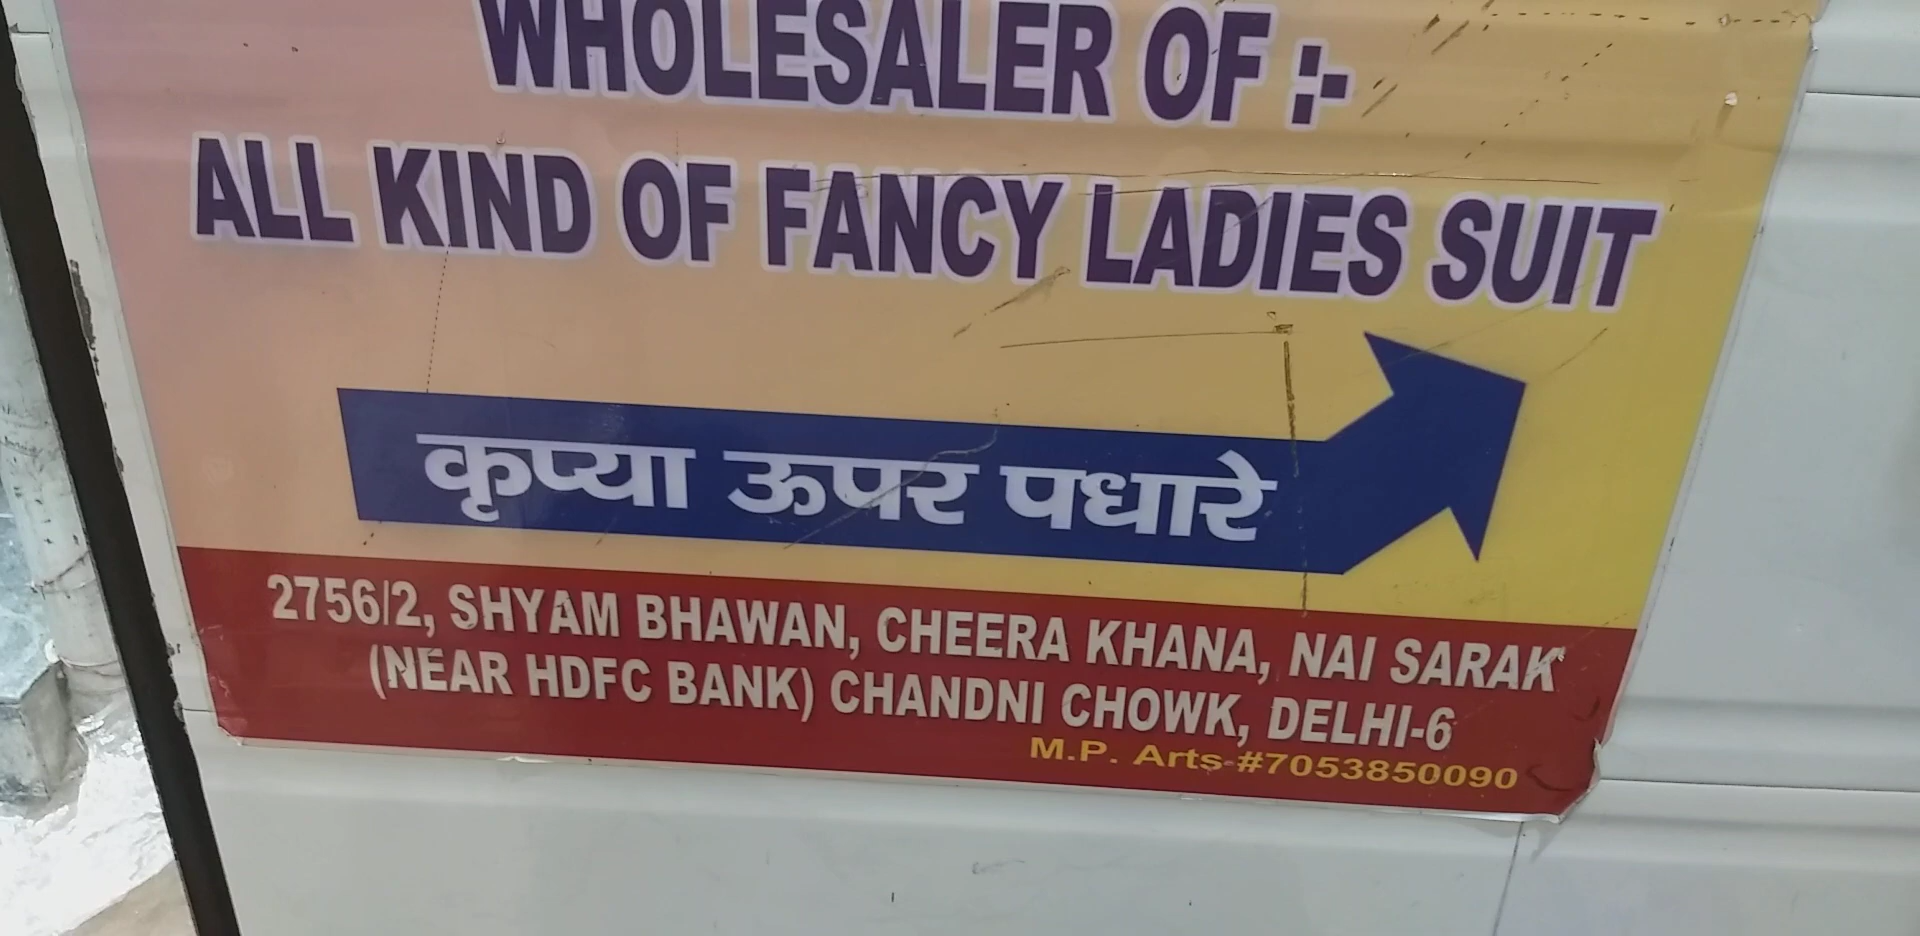 WHOLESALER OF :-
ALL KIND OF FANCY LADIES SUIT
कृप्या ऊपर पधारे
2756/2, SHYAM BHAWAN, CHEERA KHANA, NAI SARAK
(NEAR HDFC BANK) CHANDNI CHOWK, DELHI-6
M.P. Arts-#7053850090